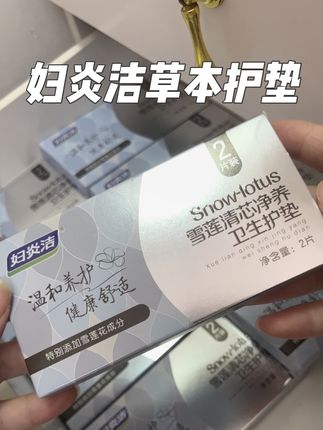 妇炎洁草本护垫
2
片装
Snowlotus
雪莲清芯净养
卫生护垫
Xue lian qing xin jing yang
wei sheng hu dian
净含量：2片
妇炎洁
温和养护
健康舒适
特别添加雪莲花成分